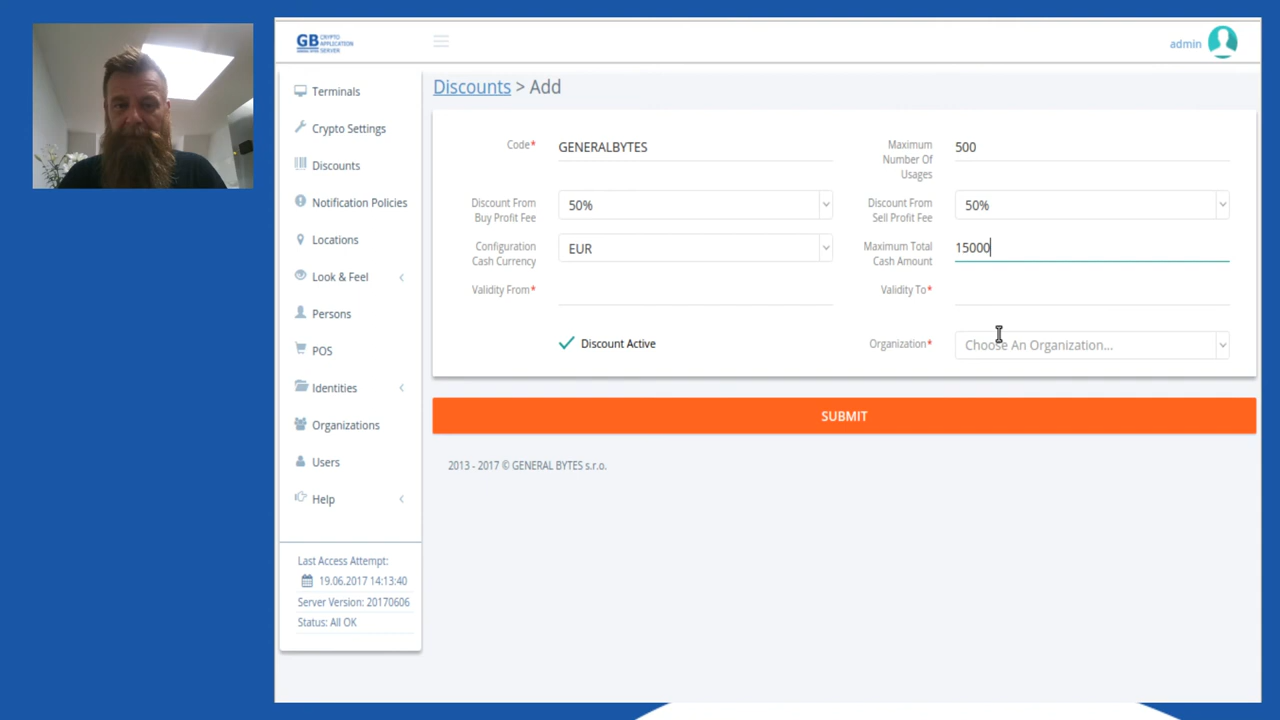 GB CRYPTO
APPLICATION
SERVER
admin
Terminals
Crypto Settings
Discounts
Notification Policies
Locations
Look & Feel
Persons
POS
Identities
Organizations
Users
Help
Last Access Attempt:
19.06.2017 14:13:40
Server Version: 20170606
Status: All OK
Discounts > Add
Code* GENERALBYTES
Maximum
Number Of
Usages
500
Discount From
Buy Profit Fee
50%
Discount From
Sell Profit Fee
50%
Configuration
Cash Currency
EUR
Maximum Total
Cash Amount
15000
Validity From*
Validity To*
Discount Active
Organization* Choose An Organization...
SUBMIT
2013 - 2017 © GENERAL BYTES s.r.o.